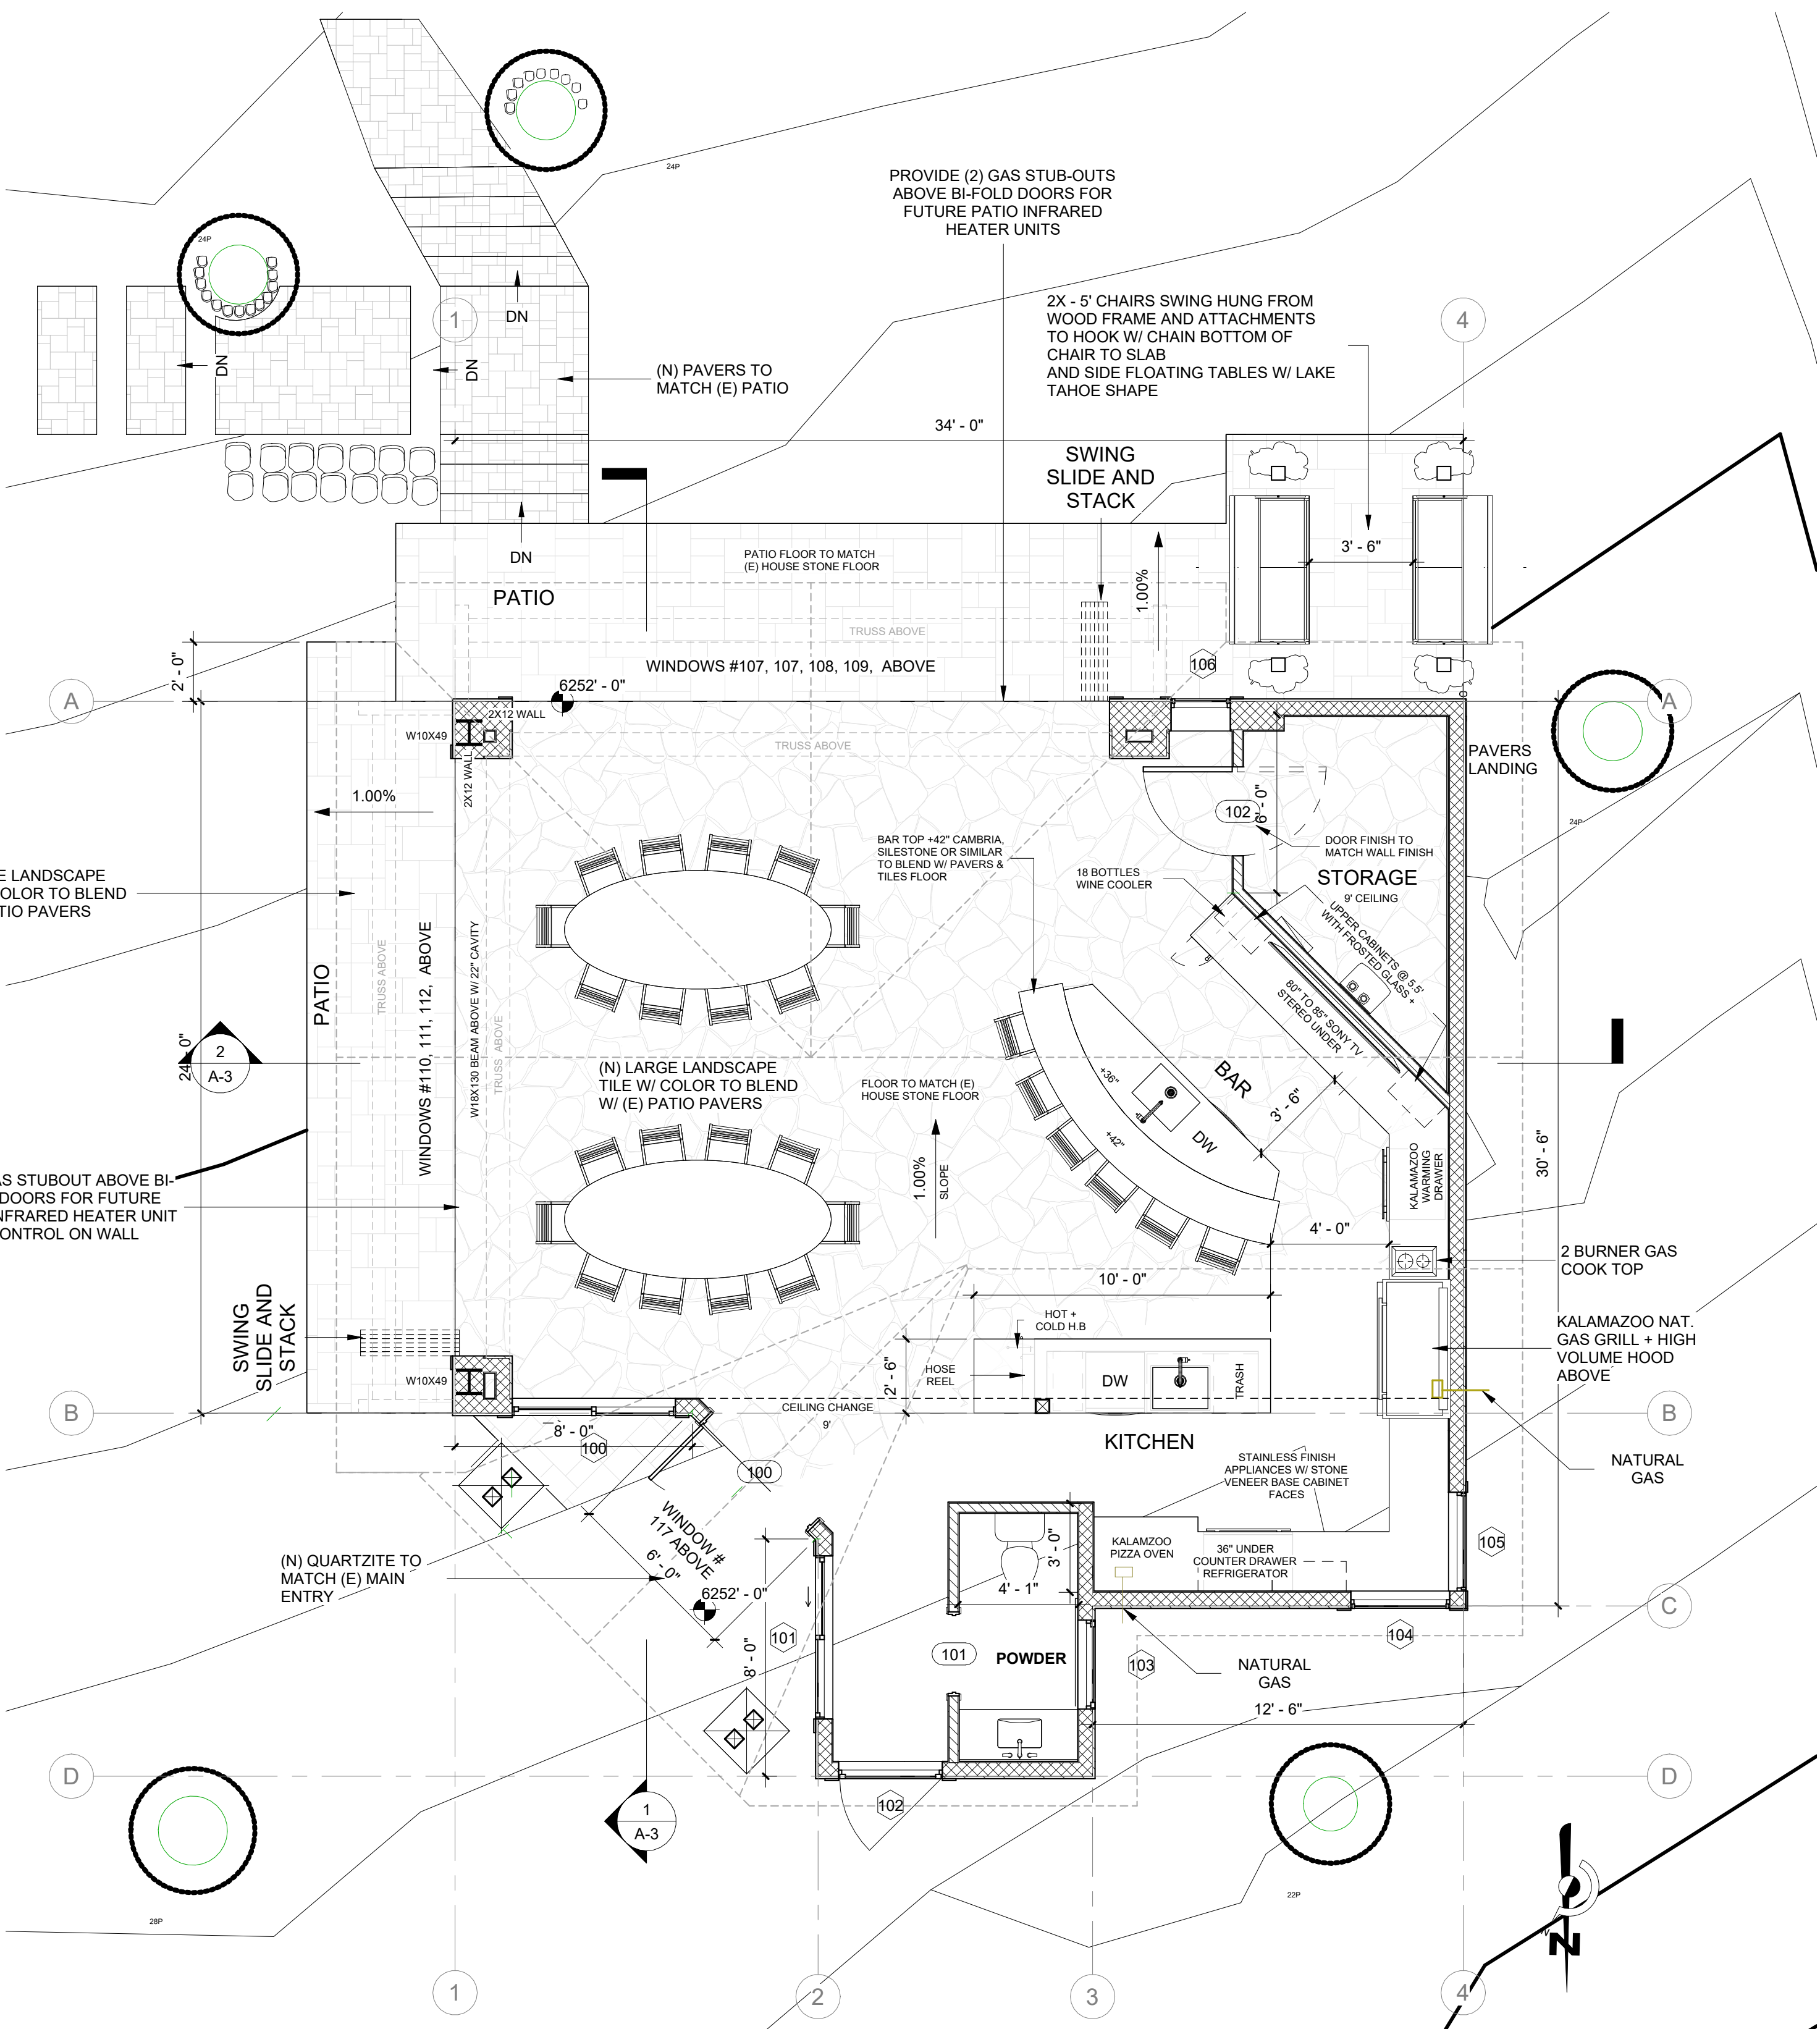 24P
PROVIDE (2) GAS STUB-OUTS
ABOVE BI-FOLD DOORS FOR
FUTURE PATIO INFRARED
HEATER UNITS
24P
2X - 5' CHAIRS SWING HUNG FROM
WOOD FRAME AND ATTACHMENTS
TO HOOK W/ CHAIN BOTTOM OF
CHAIR TO SLAB
AND SIDE FLOATING TABLES W/ LAKE
TAHOE SHAPE
1
4
DN
DN
DN
(N) PAVERS TO
MATCH (E) PATIO
34' - 0"
SWING
SLIDE AND
STACK
DN
PATIO FLOOR TO MATCH
(E) HOUSE STONE FLOOR
3' - 6"
1.00%
PATIO
TRUSS ABOVE
2' - 0"
WINDOWS #107, 107, 108, 109, ABOVE
106
A
6252' - 0"
A
2X12 WALL
W10X49
TRUSS ABOVE
2X12 WALL
PAVERS
LANDING
1.00%
102
6' - 0"
24P
DOOR FINISH TO
MATCH WALL FINISH
BAR TOP +42" CAMBRIA,
SILESTONE OR SIMILAR
TO BLEND W/ PAVERS &
TILES FLOOR
18 BOTTLES
WINE COOLER
STORAGE
9' CEILING
E LANDSCAPE
COLOR TO BLEND
TIO PAVERS
UPPER CABINETS @ 5.5'
WITH FROSTED GLASS +
80" TO 85" SONY TV
STEREO UNDER
PATIO
TRUSS ABOVE
WINDOWS #110, 111, 112, ABOVE
W18X130 BEAM ABOVE W/ 22" CAVITY
TRUSS ABOVE
24' - 0"
2
A-3
(N) LARGE LANDSCAPE
TILE W/ COLOR TO BLEND
W/ (E) PATIO PAVERS
FLOOR TO MATCH (E)
HOUSE STONE FLOOR
+36"
BAR
3' - 6"
+42"
DW
KALAMAZOO
WARMING
DRAWER
30' - 6"
1.00%
SLOPE
AS STUBOUT ABOVE BI-
DOORS FOR FUTURE
NFRARED HEATER UNIT
ONTROL ON WALL
4' - 0"
2 BURNER GAS
COOK TOP
10' - 0"
SWING
SLIDE AND
STACK
HOT +
COLD H.B
KALAMAZOO NAT.
GAS GRILL + HIGH
VOLUME HOOD
ABOVE
2' - 6"
HOSE
REEL
DW
TRASH
W10X49
CEILING CHANGE
9'
B
B
8' - 0"
100
KITCHEN
100
STAINLESS FINISH
APPLIANCES W/ STONE
VENEER BASE CABINET
FACES
NATURAL
GAS
WINDOW #
117 ABOVE
6' - 0"
(N) QUARTZITE TO
MATCH (E) MAIN
ENTRY
3' - 0"
4' - 1"
KALAMZOO
PIZZA OVEN
36" UNDER
COUNTER DRAWER
REFRIGERATOR
105
6252' - 0"
C
101
8' - 0"
101
POWDER
103
104
NATURAL
GAS
12' - 6"
D
D
102
1
A-3
28P
22P
N
1
2
3
4